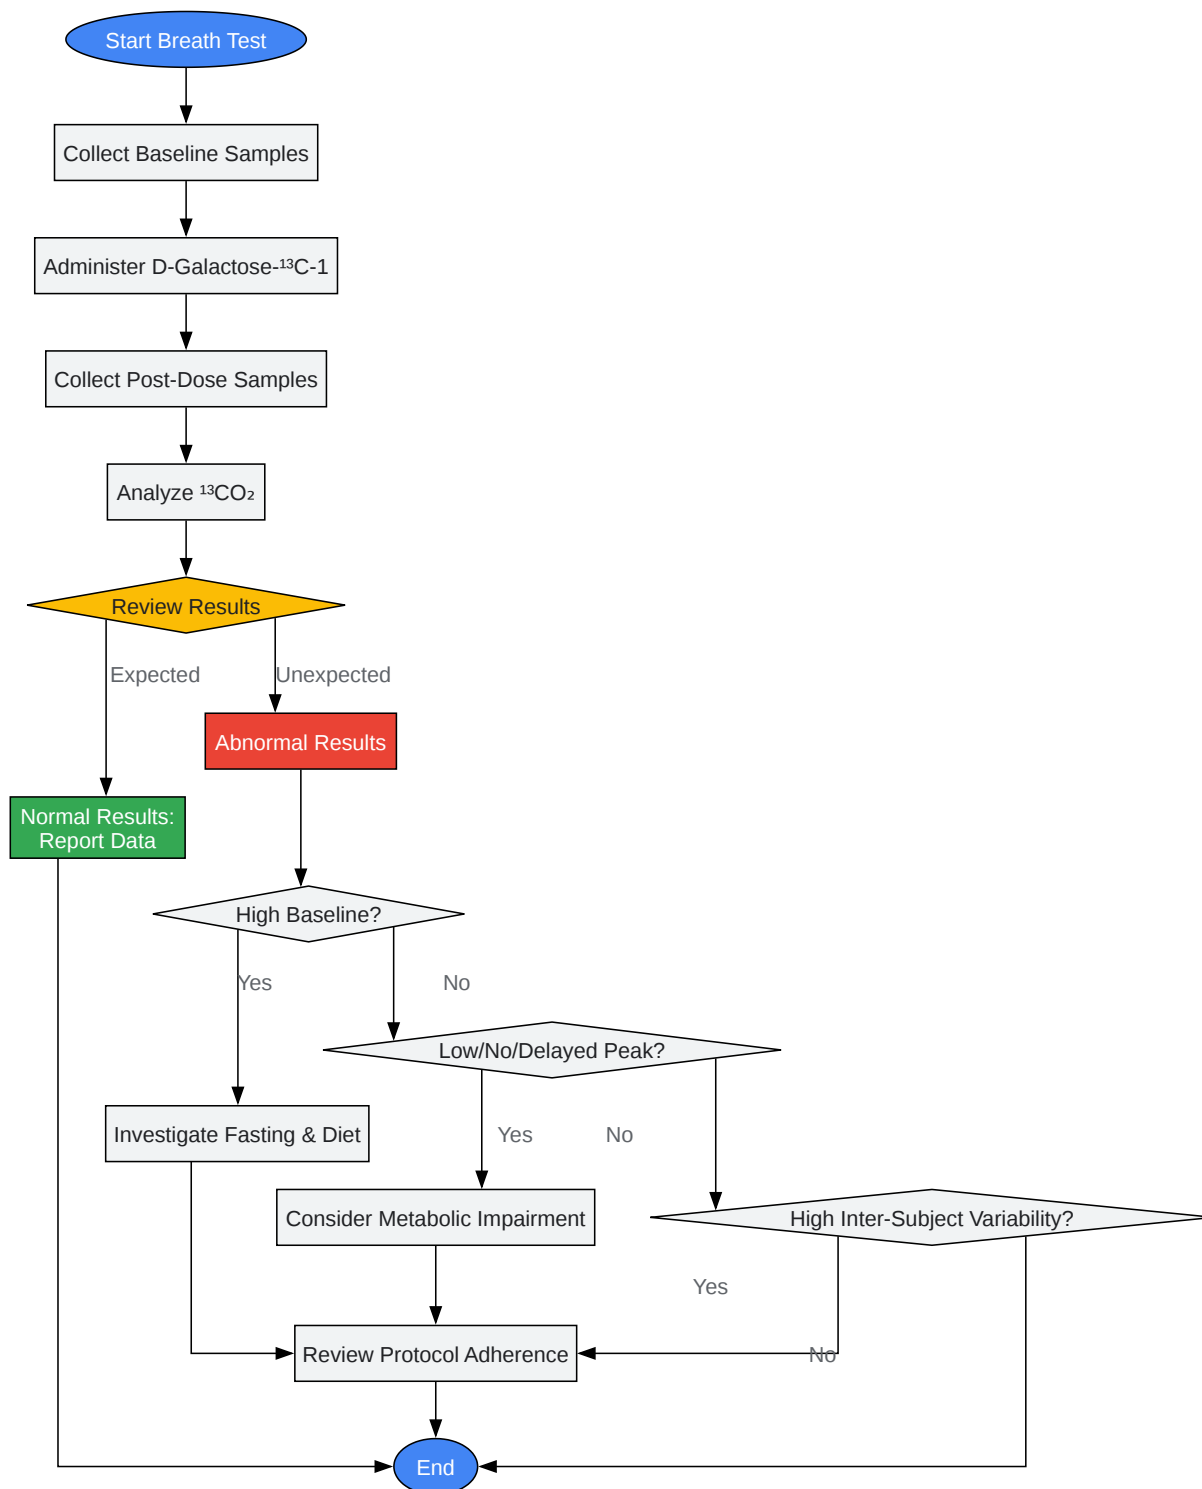 Start Breath Test
Collect Baseline Samples
Administer D-Galactose-¹³C-1
Collect Post-Dose Samples
Analyze ¹³CO₂
Review Results
Expected
Unexpected
Abnormal Results
Normal Results:
Report Data
High Baseline?
Yes
No
Low/No/Delayed Peak?
Investigate Fasting & Diet
Yes
No
Consider Metabolic Impairment
High Inter-Subject Variability?
Yes
Review Protocol Adherence
No
End